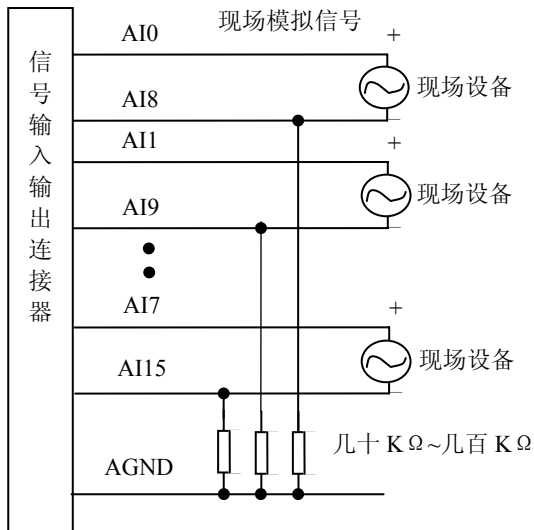 信号输入输出连接器
AI0
现场模拟信号
+
现场设备
AI8
−
AI1
+
现场设备
AI9
−
AI7
+
现场设备
AI15
−
几十 K Ω~几百 K Ω
AGND